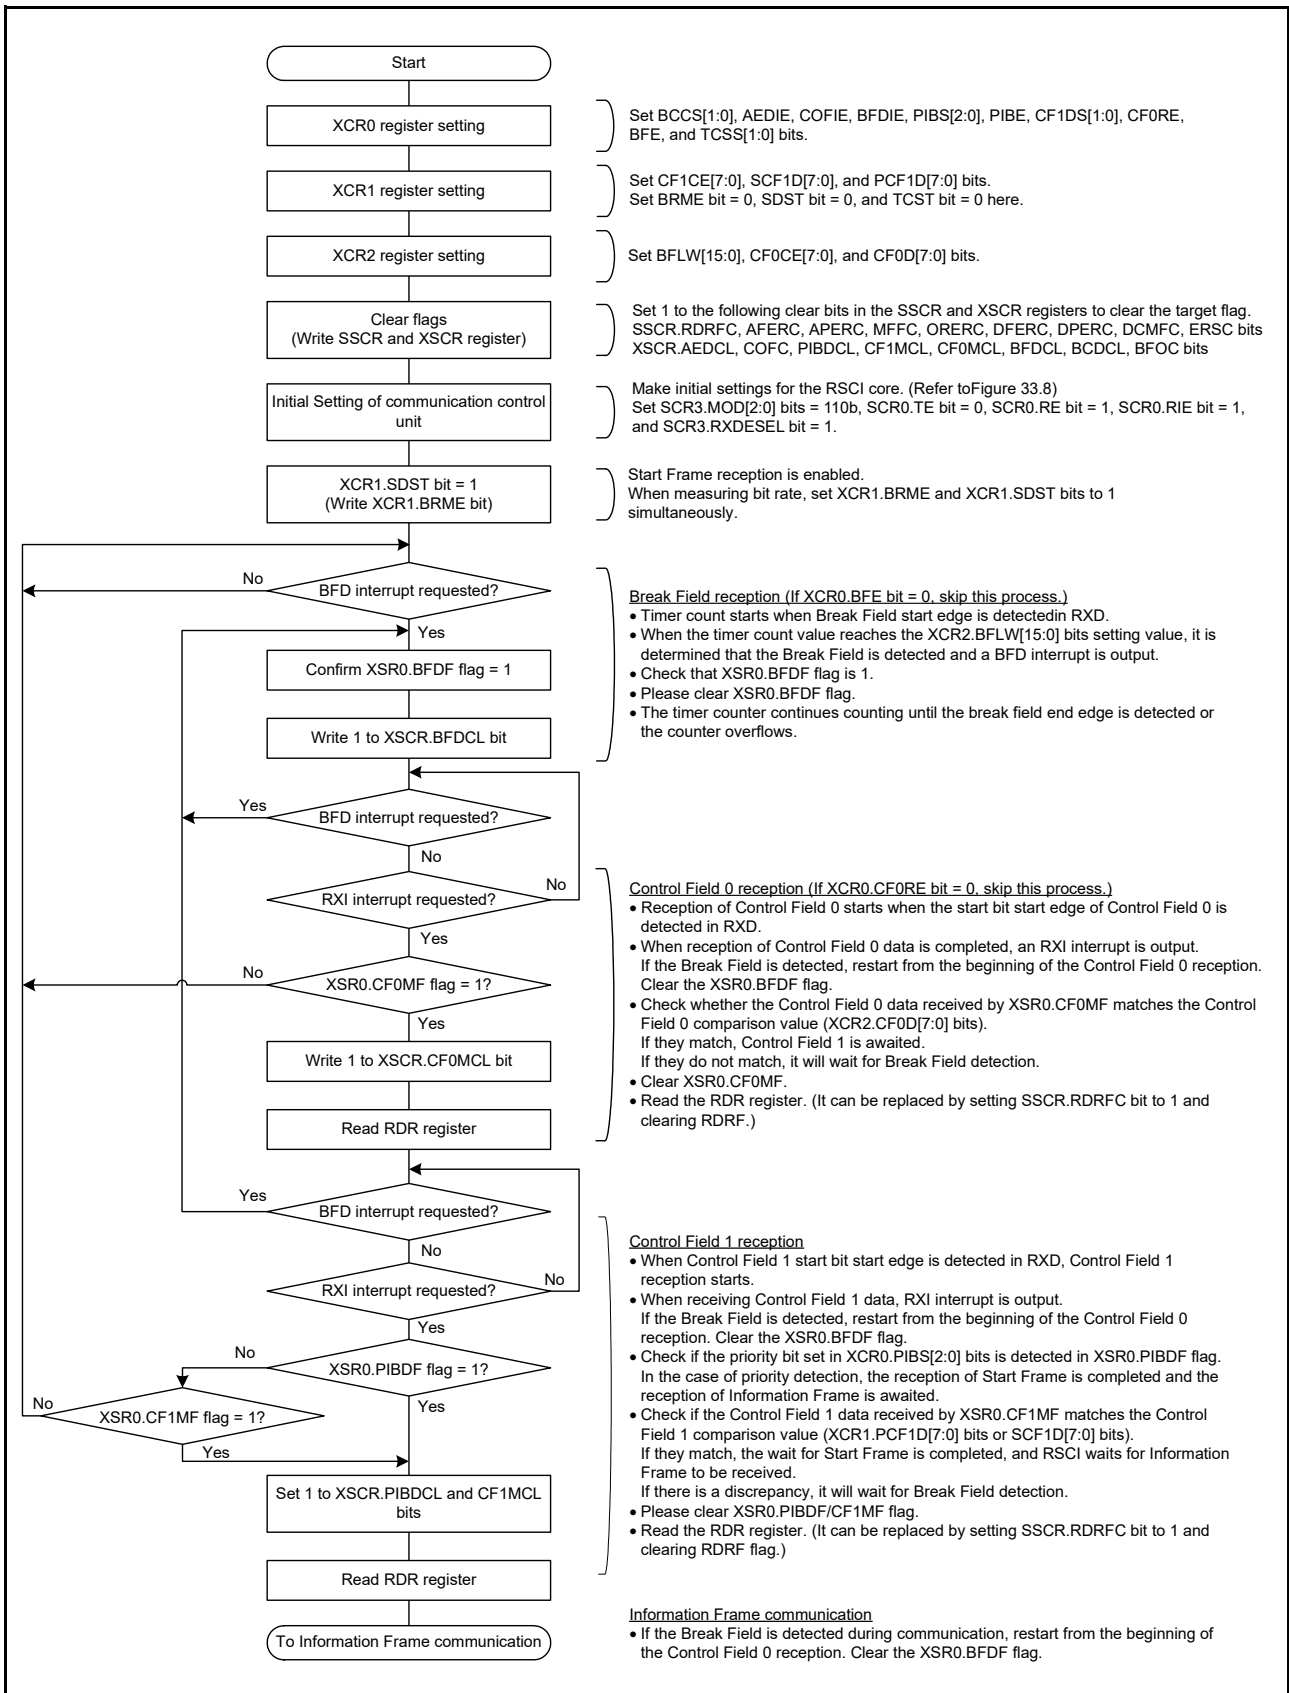 Start
XCR0 register setting
Set BCCS[1:0], AEDIE, COFIE, BFDIE, PIBS[2:0], PIBE, CF1DS[1:0], CF0RE,
BFE, and TCSS[1:0] bits.
XCR1 register setting
Set CF1CE[7:0], SCF1D[7:0], and PCF1D[7:0] bits.
Set BRME bit = 0, SDST bit = 0, and TCST bit = 0 here.
XCR2 register setting
Set BFLW[15:0], CF0CE[7:0], and CF0D[7:0] bits.
Clear flags
(Write SSCR and XSCR register)
Set 1 to the following clear bits in the SSCR and XSCR registers to clear the target flag.
SSCR.RDRFC, AFERC, APERC, MFFC, ORERC, DFERC, DPERC, DCMFC, ERSC bits
XSCR.AEDCL, COFC, PIBDCL, CF1MCL, CF0MCL, BFDCL, BCDCL, BFOC bits
Initial Setting of communication control
unit
Make initial settings for the RSCI core. (Refer toFigure 33.8)
Set SCR3.MOD[2:0] bits = 110b, SCR0.TE bit = 0, SCR0.RE bit = 1, SCR0.RIE bit = 1,
and SCR3.RXDESEL bit = 1.
XCR1.SDST bit = 1
(Write XCR1.BRME bit)
Start Frame reception is enabled.
When measuring bit rate, set XCR1.BRME and XCR1.SDST bits to 1
simultaneously.
No
BFD interrupt requested?
Yes
Confirm XSR0.BFDF flag = 1
Write 1 to XSCR.BFDCL bit
Break Field reception (If XCR0.BFE bit = 0, skip this process.)
• Timer count starts when Break Field start edge is detectedin RXD.
• When the timer count value reaches the XCR2.BFLW[15:0] bits setting value, it is
determined that the Break Field is detected and a BFD interrupt is output.
• Check that XSR0.BFDF flag is 1.
• Please clear XSR0.BFDF flag.
• The timer counter continues counting until the break field end edge is detected or
the counter overflows.
Yes
BFD interrupt requested?
No
RXI interrupt requested?
No
Yes
No
XSR0.CF0MF flag = 1?
Yes
Write 1 to XSCR.CF0MCL bit
Read RDR register
Control Field 0 reception (If XCR0.CF0RE bit = 0, skip this process.)
• Reception of Control Field 0 starts when the start bit start edge of Control Field 0 is
detected in RXD.
• When reception of Control Field 0 data is completed, an RXI interrupt is output.
If the Break Field is detected, restart from the beginning of the Control Field 0 reception.
Clear the XSR0.BFDF flag.
• Check whether the Control Field 0 data received by XSR0.CF0MF matches the Control
Field 0 comparison value (XCR2.CF0D[7:0] bits).
If they match, Control Field 1 is awaited.
If they do not match, it will wait for Break Field detection.
• Clear XSR0.CF0MF.
• Read the RDR register. (It can be replaced by setting SSCR.RDRFC bit to 1 and
clearing RDRF.)
Yes
BFD interrupt requested?
No
RXI interrupt requested?
No
Yes
No
XSR0.PIBDF flag = 1?
Yes
No
XSR0.CF1MF flag = 1?
Yes
Set 1 to XSCR.PIBDCL and CF1MCL
bits
Read RDR register
To Information Frame communication
Control Field 1 reception
• When Control Field 1 start bit start edge is detected in RXD, Control Field 1
reception starts.
• When receiving Control Field 1 data, RXI interrupt is output.
If the Break Field is detected, restart from the beginning of the Control Field 0
reception. Clear the XSR0.BFDF flag.
• Check if the priority bit set in XCR0.PIBS[2:0] bits is detected in XSR0.PIBDF flag.
In the case of priority detection, the reception of Start Frame is completed and the
reception of Information Frame is awaited.
• Check if the Control Field 1 data received by XSR0.CF1MF matches the Control
Field 1 comparison value (XCR1.PCF1D[7:0] bits or SCF1D[7:0] bits).
If they match, the wait for Start Frame is completed, and RSCI waits for Information
Frame to be received.
If there is a discrepancy, it will wait for Break Field detection.
• Please clear XSR0.PIBDF/CF1MF flag.
• Read the RDR register. (It can be replaced by setting SSCR.RDRFC bit to 1 and
clearing RDRF flag.)
Information Frame communication
• If the Break Field is detected during communication, restart from the beginning of
the Control Field 0 reception. Clear the XSR0.BFDF flag.